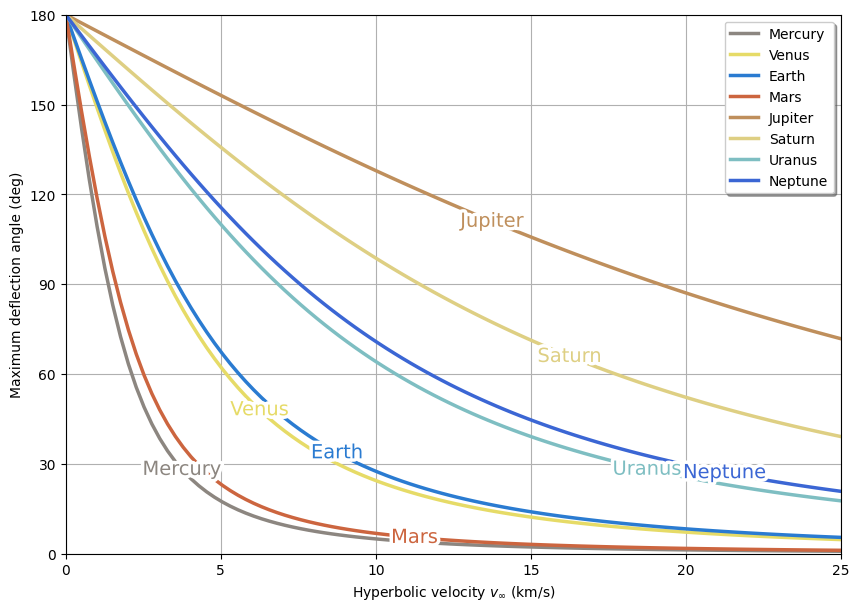 180
150
120
90
60
30
0
0
5
10
15
20
25
Maximum deflection angle (deg)
Hyperbolic velocity v∞ (km/s)
Mercury
Venus
Earth
Mars
Jupiter
Saturn
Uranus
Neptune
Jupiter
Saturn
Venus
Earth
Mercury
Uranus
Neptune
Mars